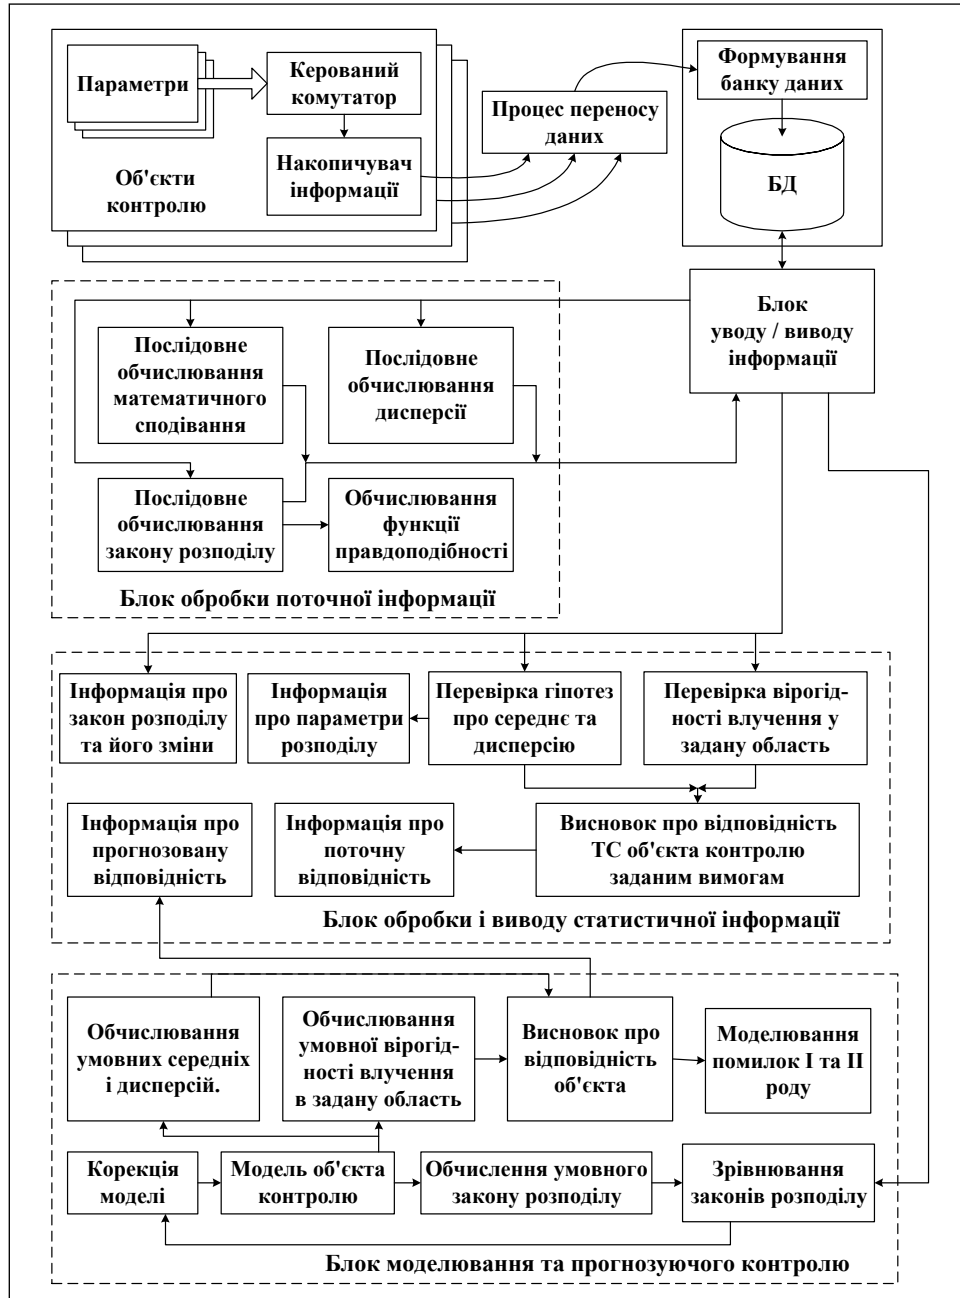 Параметри
Керований
комутатор
Накопичувач
інформації
Об'єкти
контролю
Процес переносу
даних
Формування
банку даних
БД
Блок
уводу / виводу
інформації
Послідовне
обчислювання
математичного
сподівання
Послідовне
обчислювання
дисперсії
Послідовне
обчислювання
закону розподілу
Обчислювання
функції
правдоподібності
Блок обробки поточної інформації
Інформація про
закон розподілу
та його зміни
Інформація
про параметри
розподілу
Перевірка гіпотез
про середнє та
дисперсію
Перевірка вірогід-
ності влучення у
задану область
Інформація про
прогнозовану
відповідність
Інформація про
поточну
відповідність
Висновок про відповідність
ТС об'єкта контролю
заданим вимогам
Блок обробки і виводу статистичної інформації
Обчислювання
умовних середніх
і дисперсій.
Обчислювання
умовної вірогід-
ності влучення
в задану область
Висновок про
відповідність
об'єкта
Моделювання
помилок I та II
роду
Корекція
моделі
Модель об'єкта
контролю
Обчислення умовного
закону розподілу
Зрівнювання
законів розподілу
Блок моделювання та прогнозуючого контролю